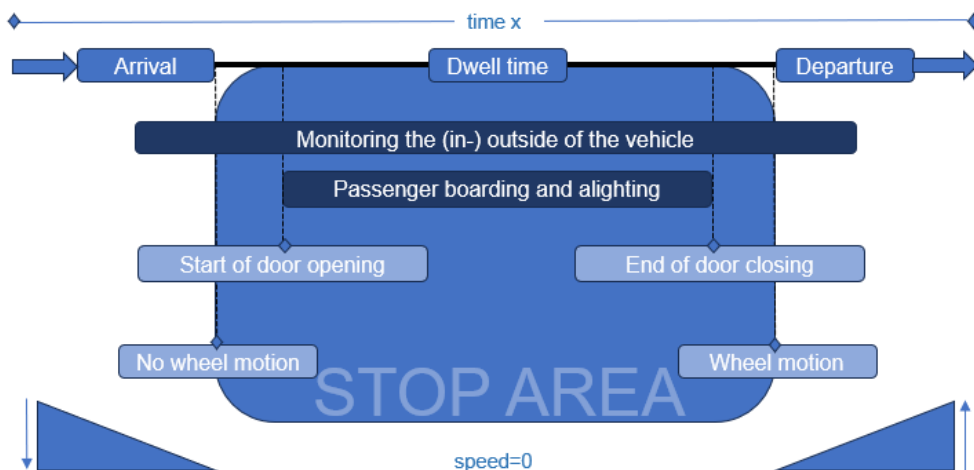 time x
Arrival
Dwell time
Departure
Monitoring the (in-) outside of the vehicle
Passenger boarding and alighting
Start of door opening
End of door closing
No wheel motion
Wheel motion
STOP AREA
speed=0